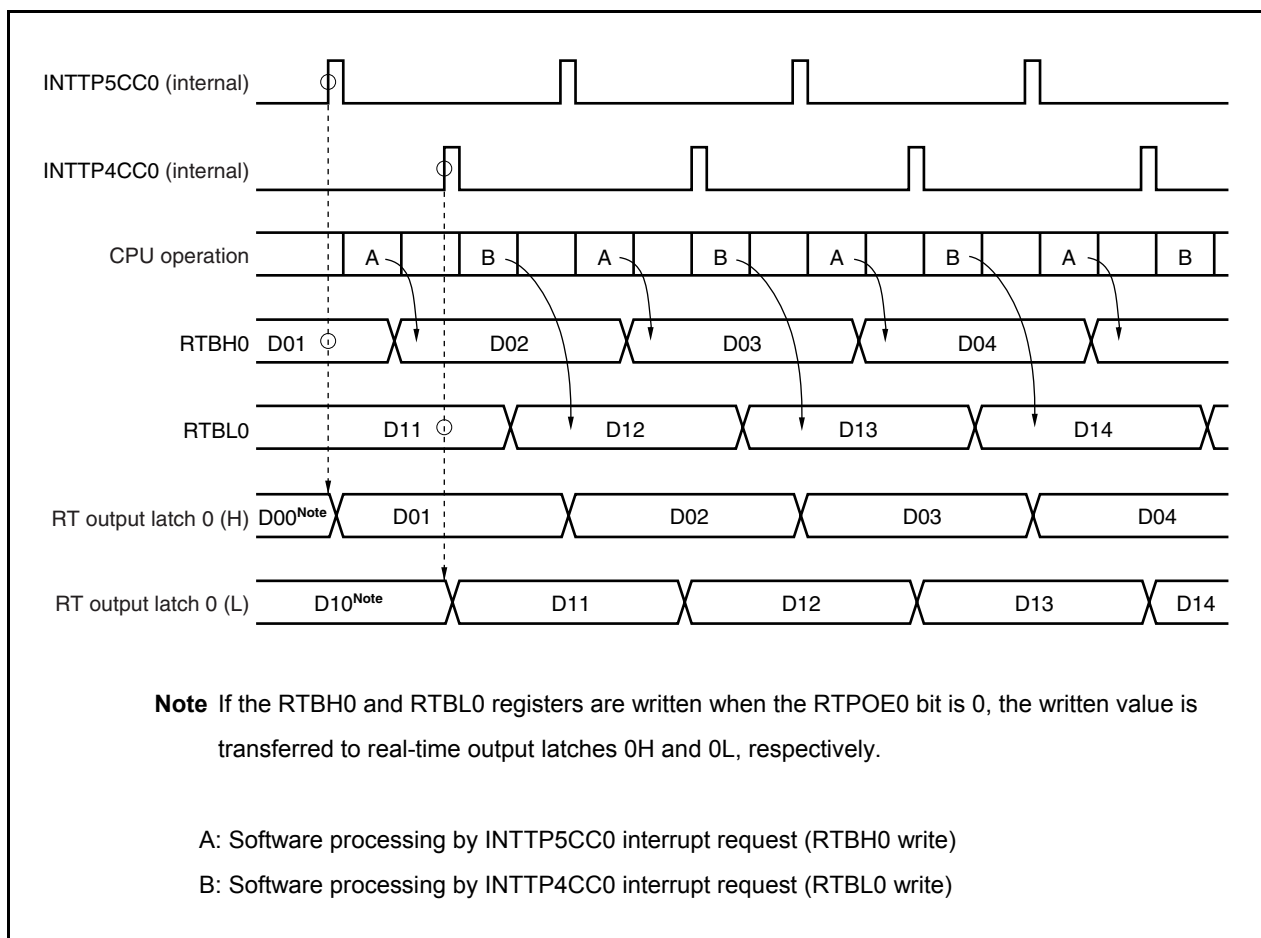 INTTP5CC0 (internal)
INTTP4CC0 (internal)
CPU operation A B A B A B A B
RTBH0 D01 D02 D03 D04
RTBL0 D11 D12 D13 D14
RT output latch 0 (H) D00Note D01 D02 D03 D04
RT output latch 0 (L) D10Note D11 D12 D13 D14
Note If the RTBH0 and RTBL0 registers are written when the RTPOE0 bit is 0, the written value is
transferred to real-time output latches 0H and 0L, respectively.
A: Software processing by INTTP5CC0 interrupt request (RTBH0 write)
B: Software processing by INTTP4CC0 interrupt request (RTBL0 write)